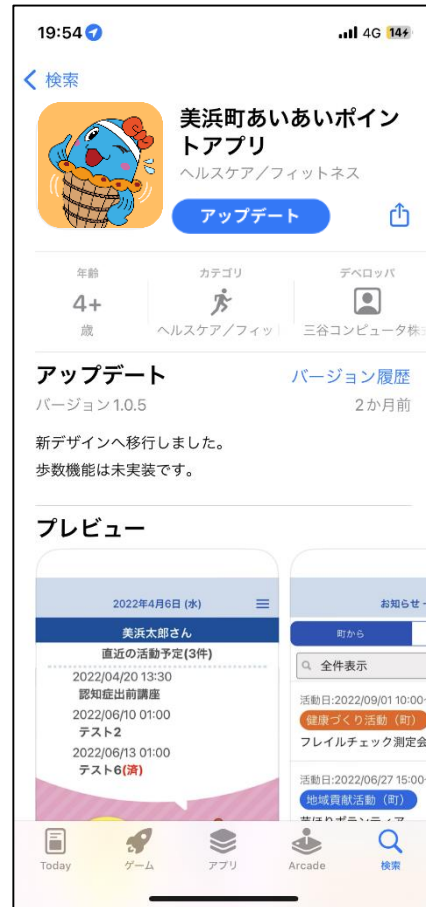 19:54
4G 14
検索
美浜町あいあいポイン
トアプリ
ヘルスケア／フィットネス
アップデート
年齢
カテゴリ
デベロッパ
4+
歳
ヘルスケア／フィッ
三谷コンピュータ株
アップデート
バージョン履歴
バージョン 1.0.5
2か月前
新デザインへ移行しました。
歩数機能は未実装です。
プレビュー
2022年4月6日 (水)
美浜太郎さん
直近の活動予定(3件)
2022/04/20 13:30
認知症出前講座
2022/06/10 01:00
テスト2
2022/06/13 01:00
テスト6(済)
お知らせ
町から
全件表示
活動日:2022/09/01 10:00
健康づくり活動（町）
フレイルチェック測定会
活動日:2022/06/27 15:00
地域貢献活動（町）
Today
ゲーム
アプリ
Arcade
検索